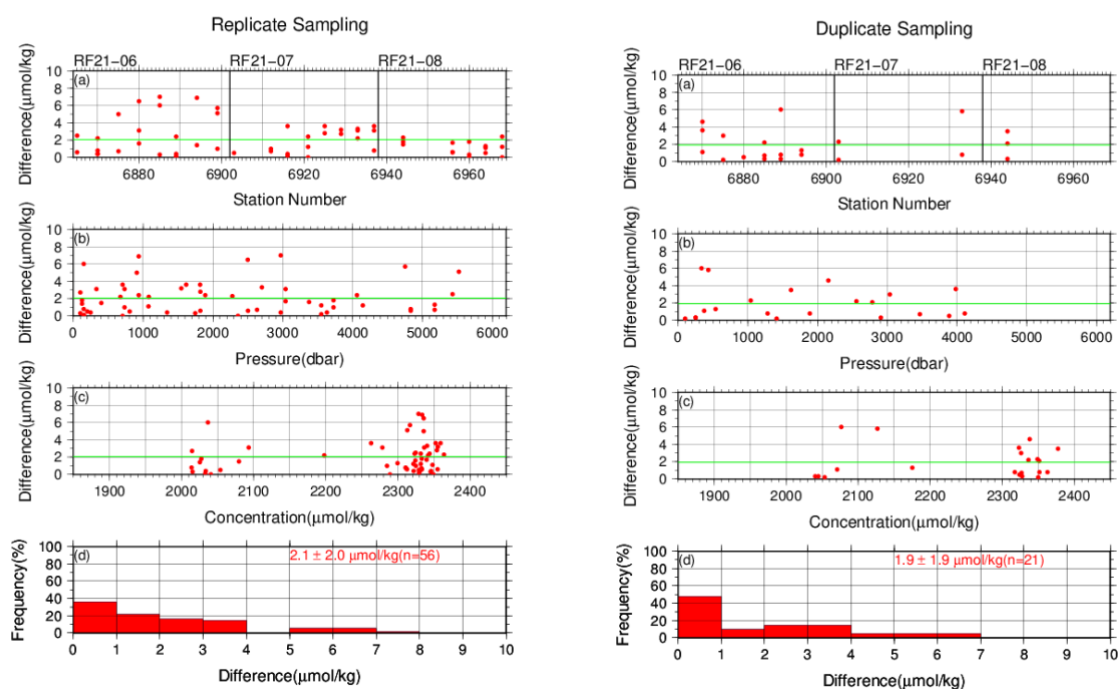 Replicate Sampling
RF21−06 RF21−07 RF21−08
Difference(μmol/kg)
10
8
6
4
2
0
(a)
6880 6900 6920 6940 6960
Station Number
Difference(μmol/kg)
10
8
6
4
2
0
(b)
0 1000 2000 3000 4000 5000 6000
Pressure(dbar)
Difference(μmol/kg)
10
8
6
4
2
0
(c)
1900 2000 2100 2200 2300 2400
Concentration(μmol/kg)
Frequency(%)
100
80
60
40
20
0
(d)
2.1 ± 2.0 μmol/kg(n=56)
0 1 2 3 4 5 6 7 8 9 10
Difference(μmol/kg)
Duplicate Sampling
RF21−06 RF21−07 RF21−08
Difference(μmol/kg)
10
8
6
4
2
0
(a)
6880 6900 6920 6940 6960
Station Number
Difference(μmol/kg)
10
8
6
4
2
0
(b)
0 1000 2000 3000 4000 5000 6000
Pressure(dbar)
Difference(μmol/kg)
10
8
6
4
2
0
(c)
1900 2000 2100 2200 2300 2400
Concentration(μmol/kg)
Frequency(%)
100
80
60
40
20
0
(d)
1.9 ± 1.9 μmol/kg(n=21)
0 1 2 3 4 5 6 7 8 9 10
Difference(μmol/kg)